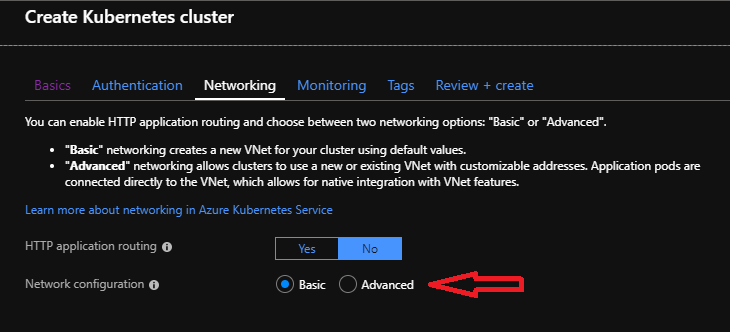 Create Kubernetes cluster
Basics Authentication Networking Monitoring Tags Review + create
You can enable HTTP application routing and choose between two networking options: "Basic" or "Advanced".
• "Basic" networking creates a new VNet for your cluster using default values.
• "Advanced" networking allows clusters to use a new or existing VNet with customizable addresses. Application pods are
connected directly to the VNet, which allows for native integration with VNet features.
Learn more about networking in Azure Kubernetes Service
HTTP application routing Yes No
Network configuration Basic Advanced